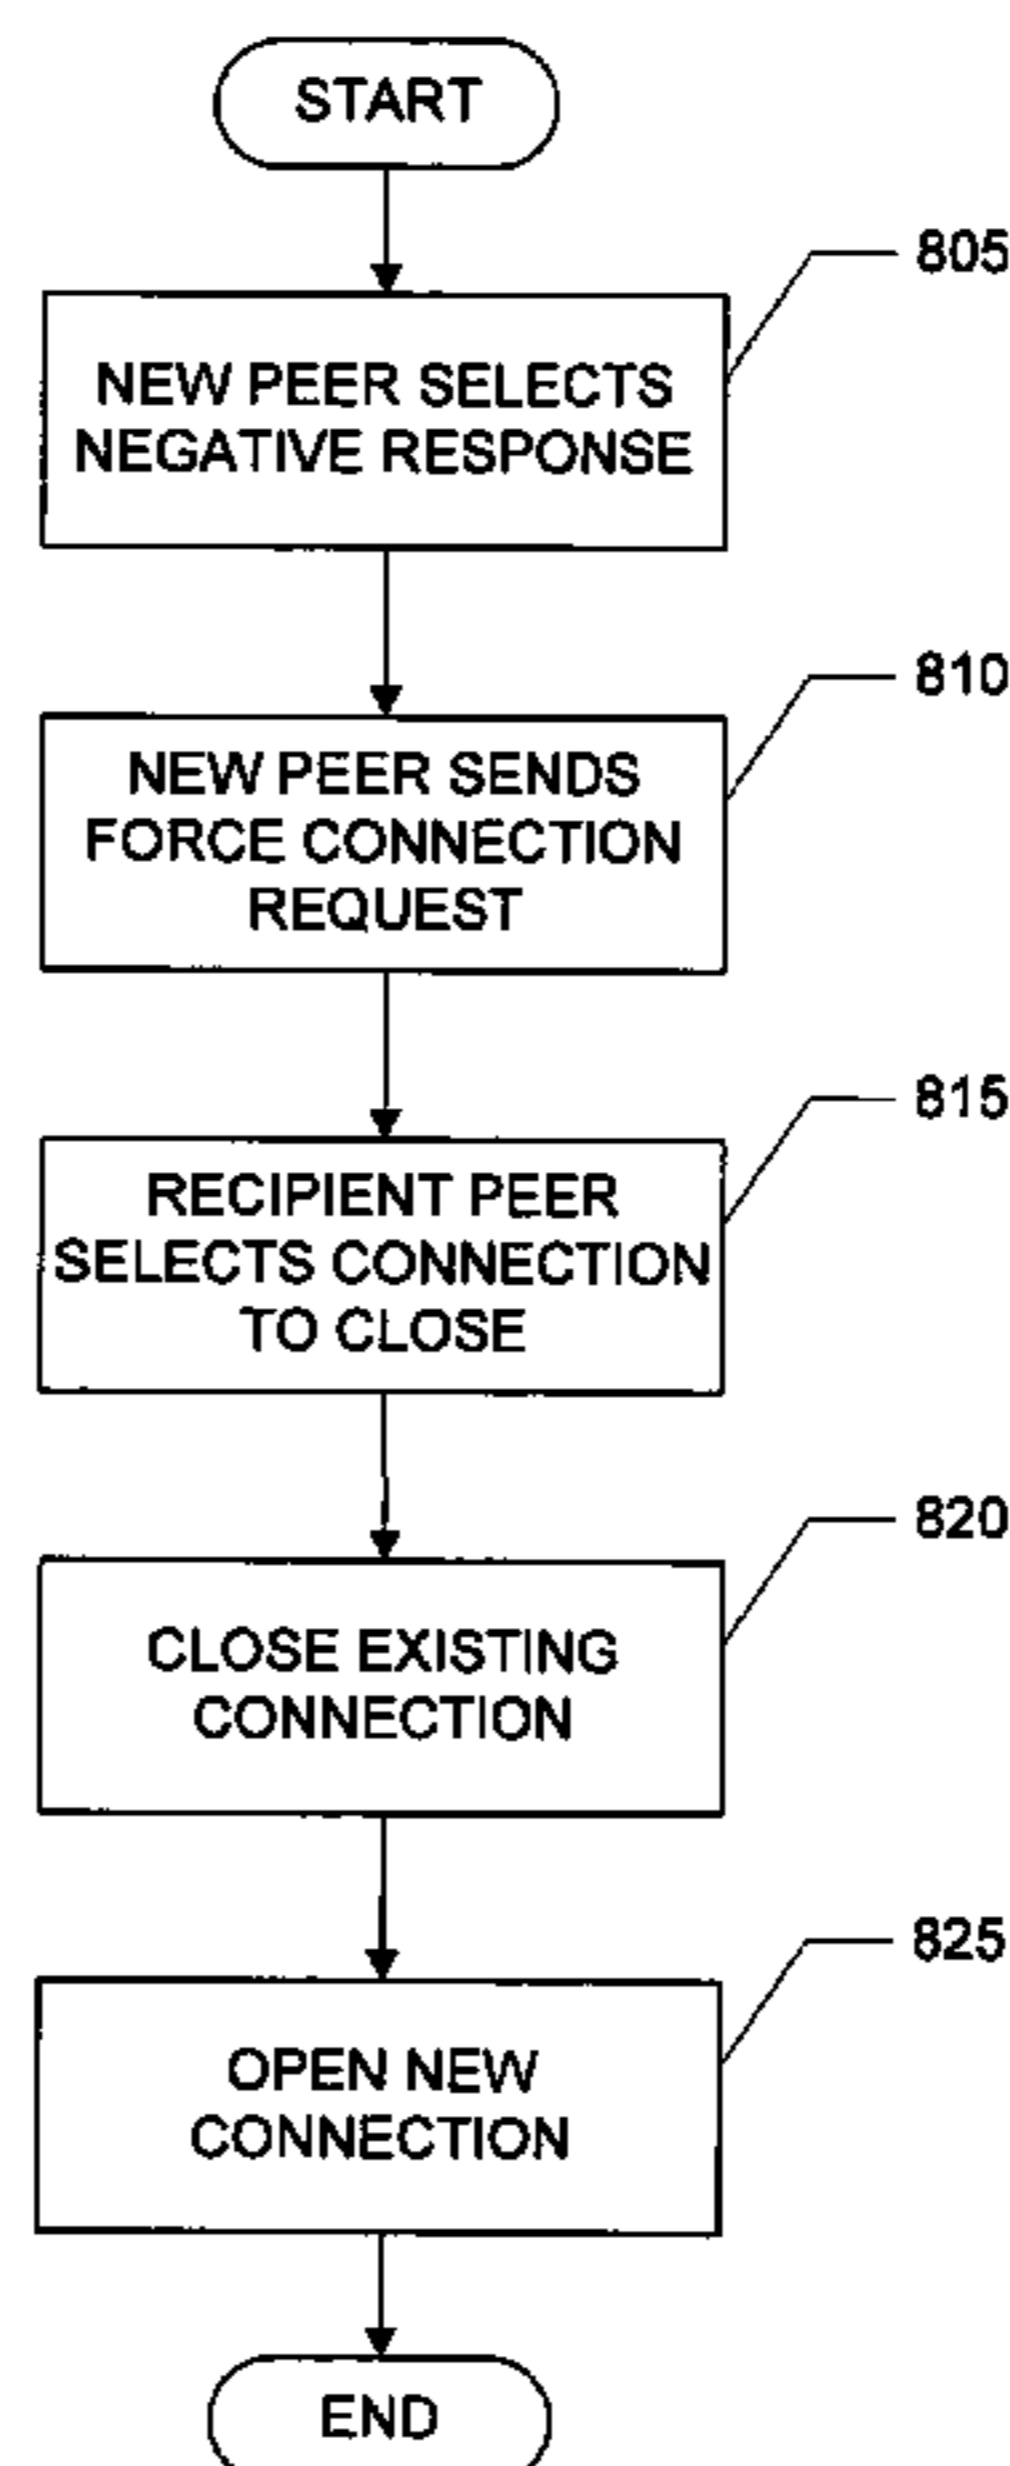 START
805
NEW PEER SELECTS
NEGATIVE RESPONSE
810
NEW PEER SENDS
FORCE CONNECTION
REQUEST
815
RECIPIENT PEER
SELECTS CONNECTION
TO CLOSE
820
CLOSE EXISTING
CONNECTION
825
OPEN NEW
CONNECTION
END